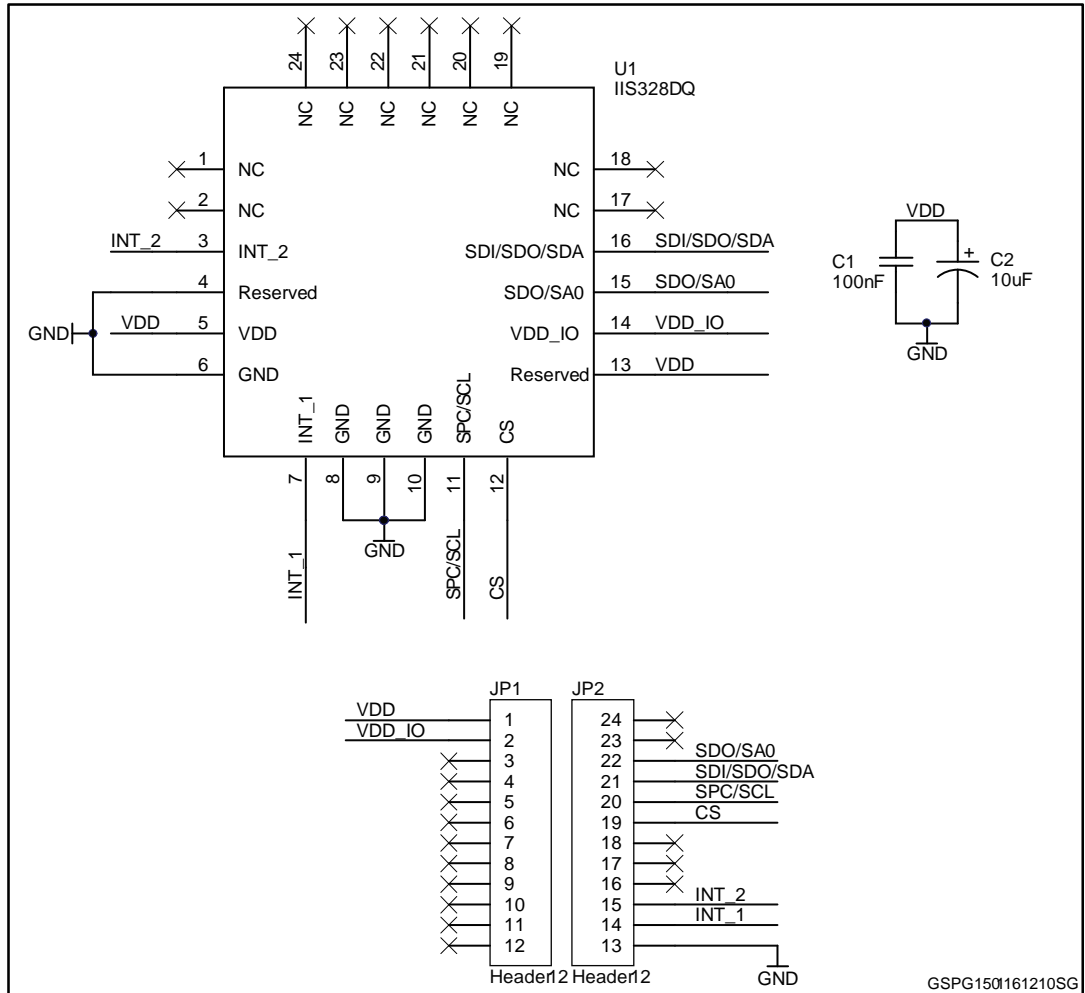 24 23 22 21 20 19
NC NC NC NC NC NC
U1
IIS328DQ
1 NC
2 NC
INT_2 3 INT_2
4 Reserved
GND VDD 5 VDD
6 GND
NC 18
NC 17
SDI/SDO/SDA 16 SDI/SDO/SDA
SDO/SA0 15 SDO/SA0
VDD_IO 14 VDD_IO
Reserved 13 VDD
INT_1 GND GND GND SPC/SCL CS
7 8 9 10 11 12
INT_1 GND SPC/SCL CS
VDD
C1
100nF
+
C2
10uF
GND
JP1
VDD 1
VDD_IO 2
3
4
5
6
7
8
9
10
11
12
Header12
JP2
24
23
22 SDO/SA0
21 SDI/SDO/SDA
20 SPC/SCL
19 CS
18
17
16
15 INT_2
14 INT_1
13
Header12
GND
GSPG1501161210SG